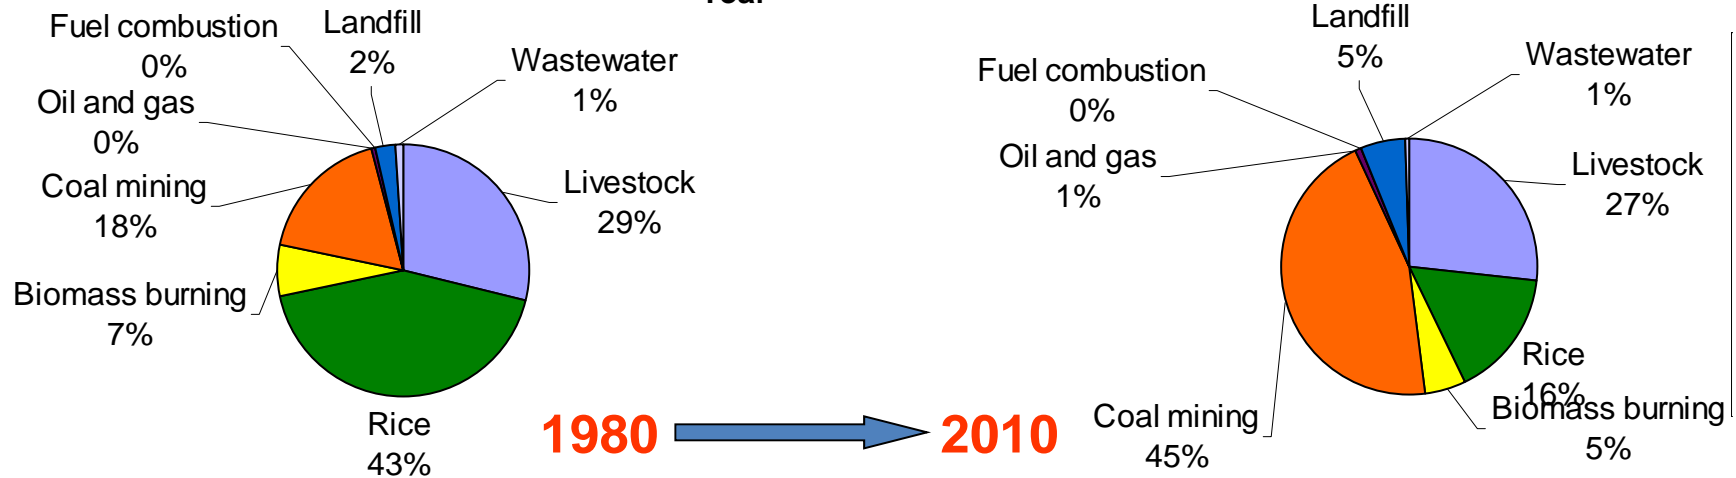 Fuel combustion
0%
Landfill
2%
Wastewater
1%
Oil and gas
0%
Coal mining
18%
Livestock
29%
Biomass burning
7%
Rice
43%
1980
2010
Landfill
5%
Wastewater
1%
Fuel combustion
0%
Oil and gas
1%
Livestock
27%
Rice
16%
Biomass burning
5%
Coal mining
45%